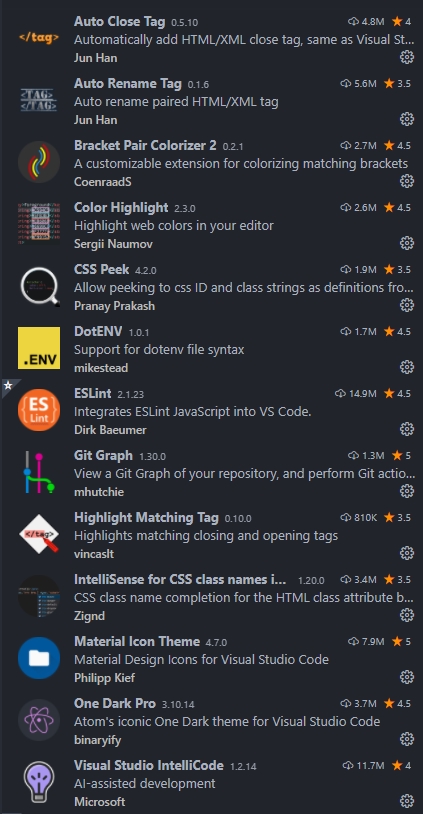 </tag>
Auto Close Tag 0.5.10 4.8M 4
Automatically add HTML/XML close tag, same as Visual St...
Jun Han
<TAG>
</TAG>
Auto Rename Tag 0.1.6 5.6M 3.5
Auto rename paired HTML/XML tag
Jun Han
Bracket Pair Colorizer 2 0.2.1 2.7M 4.5
A customizable extension for colorizing matching brackets
CoenraadS
Color Highlight 2.3.0 2.6M 4.5
Highlight web colors in your editor
Sergii Naumov
CSS Peek 4.2.0 1.9M 3.5
Allow peeking to css ID and class strings as definitions fro...
Pranay Prakash
.ENV
DotENV 1.0.1 1.7M 4.5
Support for dotenv file syntax
mikestead
ES
Lint
ESLint 2.1.23 14.9M 4.5
Integrates ESLint JavaScript into VS Code.
Dirk Baeumer
Git Graph 1.30.0 1.3M 5
View a Git Graph of your repository, and perform Git actio...
mhutchie
</tag>
Highlight Matching Tag 0.10.0 810K 3.5
Highlights matching closing and opening tags
vincaslt
IntelliSense for CSS class names i... 1.20.0 3.4M 3.5
CSS class name completion for the HTML class attribute b...
Zignd
Material Icon Theme 4.7.0 7.9M 5
Material Design Icons for Visual Studio Code
Philipp Kief
One Dark Pro 3.10.14 3.7M 4.5
Atom's iconic One Dark theme for Visual Studio Code
binaryify
Visual Studio IntelliCode 1.2.14 11.7M 4
AI-assisted development
Microsoft